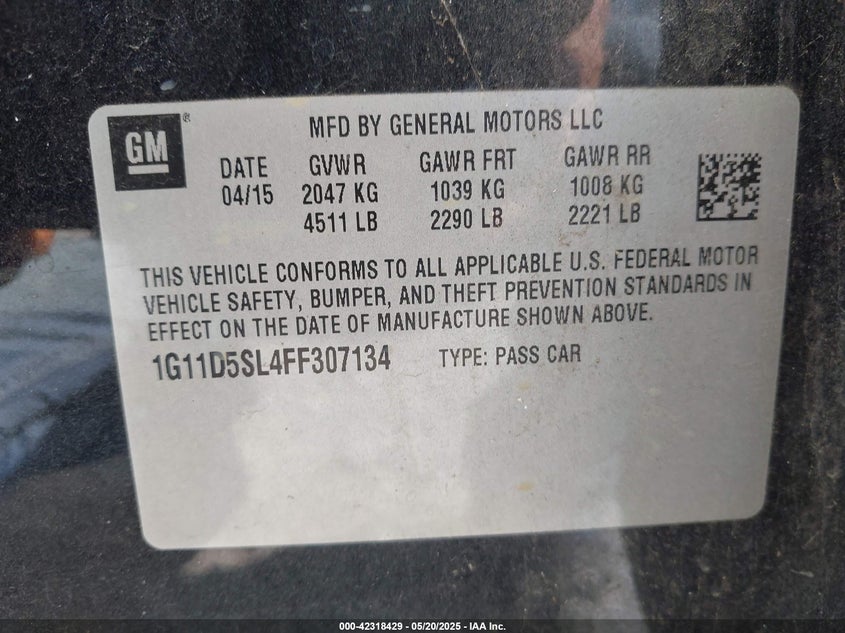 GM®
MFD BY GENERAL MOTORS LLC
DATE GVWR GAWR FRT GAWR RR
04/15 2047 KG 1039 KG 1008 KG
4511 LB 2290 LB 2221 LB
THIS VEHICLE CONFORMS TO ALL APPLICABLE U.S. FEDERAL MOTOR
VEHICLE SAFETY, BUMPER, AND THEFT PREVENTION STANDARDS IN
EFFECT ON THE DATE OF MANUFACTURE SHOWN ABOVE.
1G11D5SL4FF307134 TYPE: PASS CAR
000-42318429 - 05/20/2025 - IAA Inc.